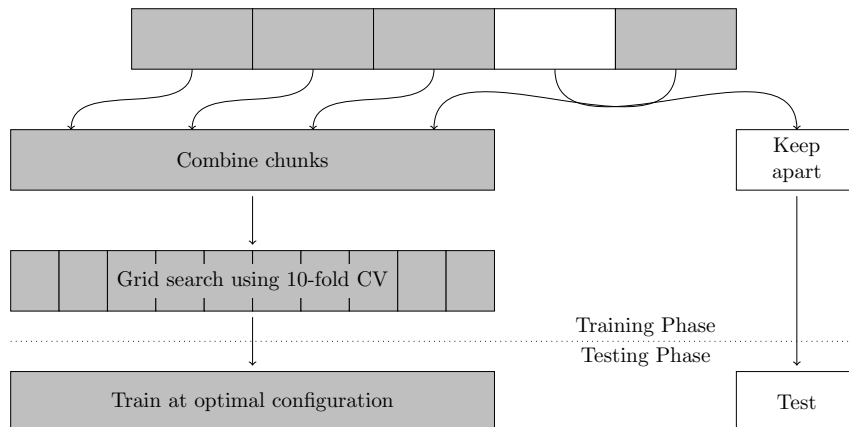 Combine chunks
Keep
apart
Grid search using 10-fold CV
Training Phase
Testing Phase
Train at optimal configuration
Test